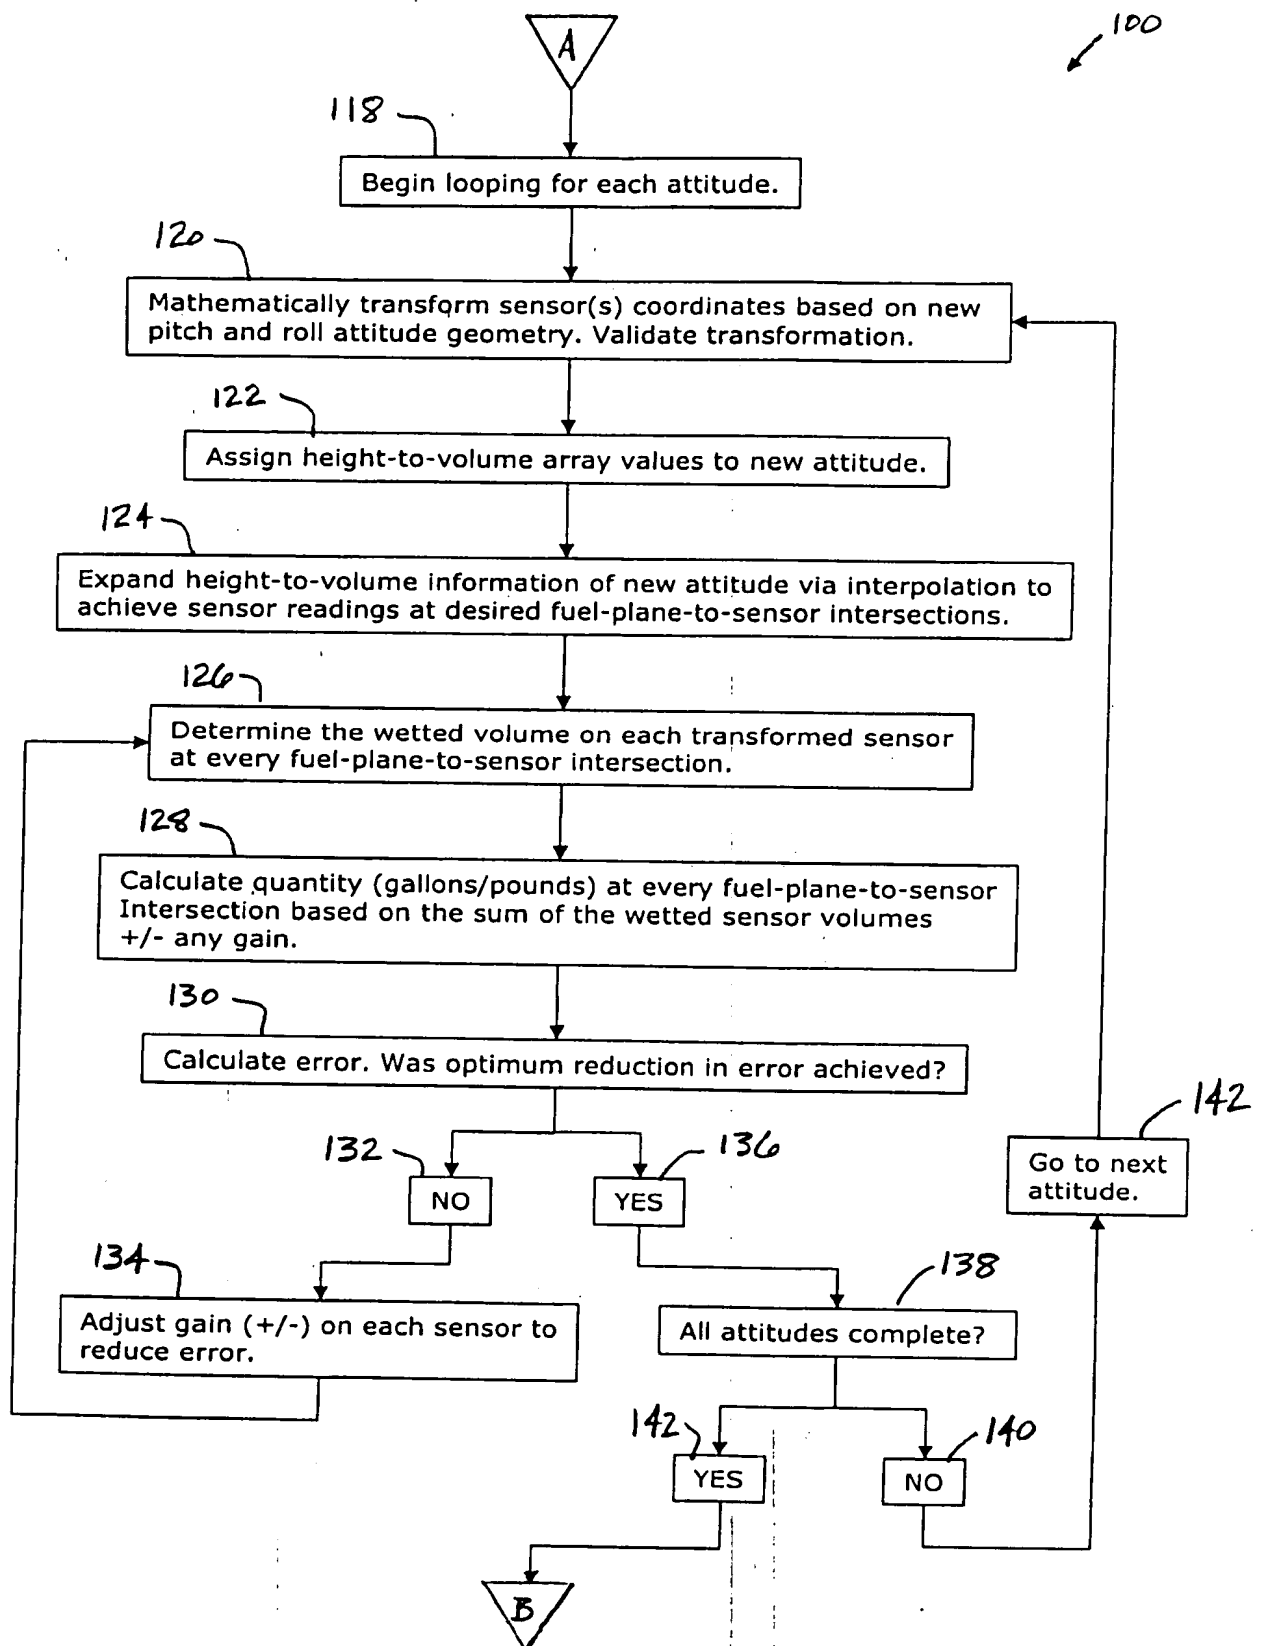 A
100
118
Begin looping for each attitude.
120
Mathematically transform sensor(s) coordinates based on new
pitch and roll attitude geometry. Validate transformation.
122
Assign height-to-volume array values to new attitude.
124
Expand height-to-volume information of new attitude via interpolation to
achieve sensor readings at desired fuel-plane-to-sensor intersections.
126
Determine the wetted volume on each transformed sensor
at every fuel-plane-to-sensor intersection.
128
Calculate quantity (gallons/pounds) at every fuel-plane-to-sensor
Intersection based on the sum of the wetted sensor volumes
+/- any gain.
130
Calculate error. Was optimum reduction in error achieved?
142
Go to next
attitude.
132
NO
136
YES
134
Adjust gain (+/-) on each sensor to
reduce error.
138
All attitudes complete?
142
YES
140
NO
B